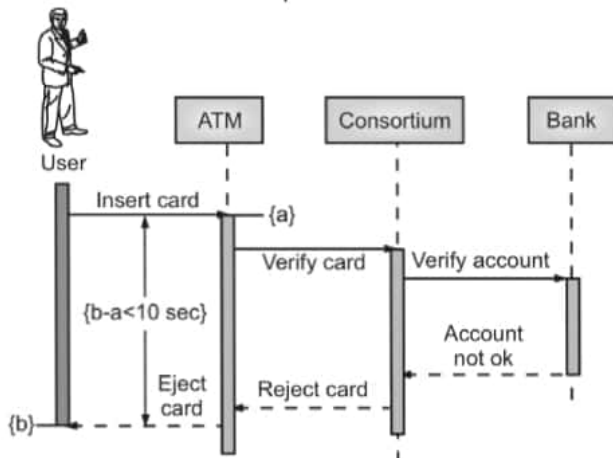 ATM
Consortium
Bank
User
Insert card
{a}
Verify card
Verify account
{b-a<10 sec}
Account
not ok
Eject
card
Reject card
{b}